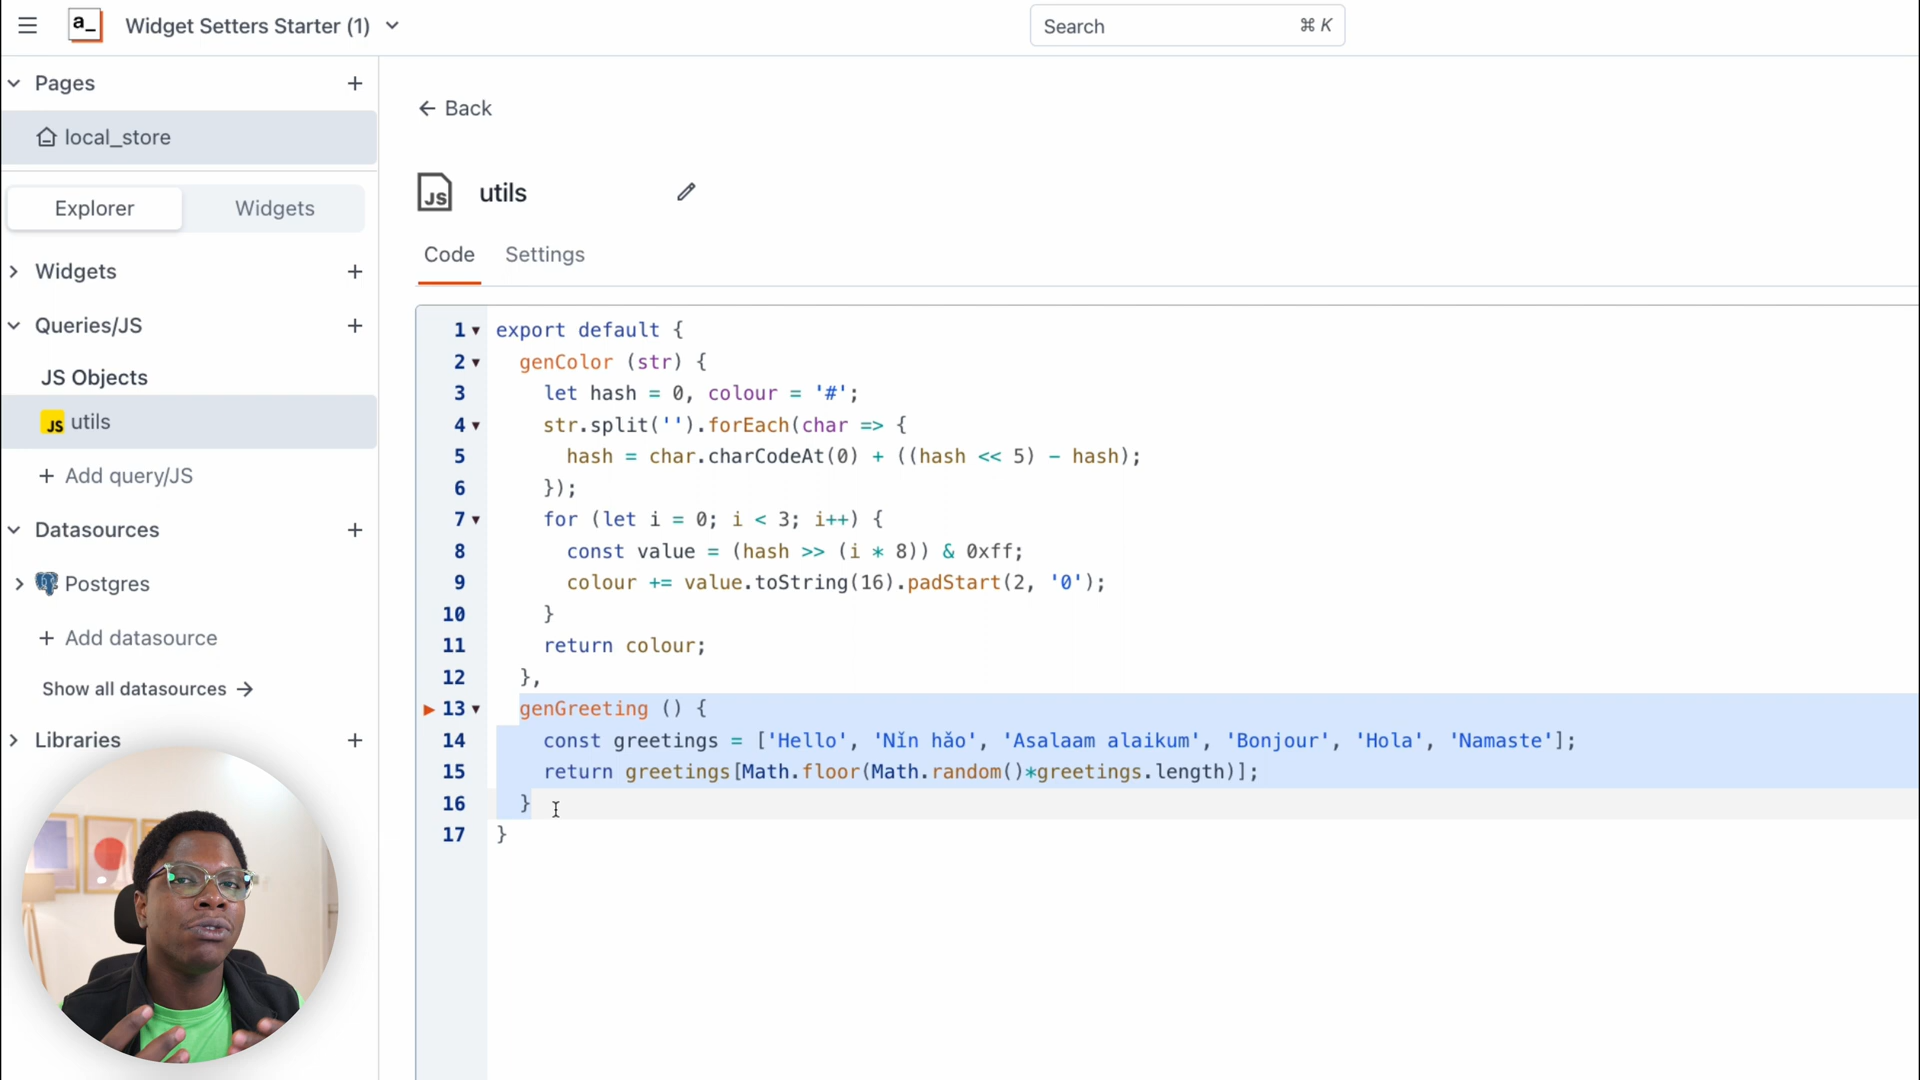 a_ Widget Setters Starter (1)
Search ⌘ K
Pages +
local_store
Explorer Widgets
Widgets +
Queries/JS +
JS Objects
JS utils
+ Add query/JS
Datasources +
Postgres
+ Add datasource
Show all datasources →
Libraries +
← Back
JS utils
Code Settings
1 export default {
2 genColor (str) {
3 let hash = 0, colour = '#';
4 str.split('').forEach(char => {
5 hash = char.charCodeAt(0) + ((hash << 5) - hash);
6 });
7 for (let i = 0; i < 3; i++) {
8 const value = (hash >> (i * 8)) & 0xff;
9 colour += value.toString(16).padStart(2, '0');
10 }
11 return colour;
12 },
13 genGreeting () {
14 const greetings = ['Hello', 'Nǐn hǎo', 'Asalaam alaikum', 'Bonjour', 'Hola', 'Namaste'];
15 return greetings[Math.floor(Math.random()*greetings.length)];
16 }
17 }